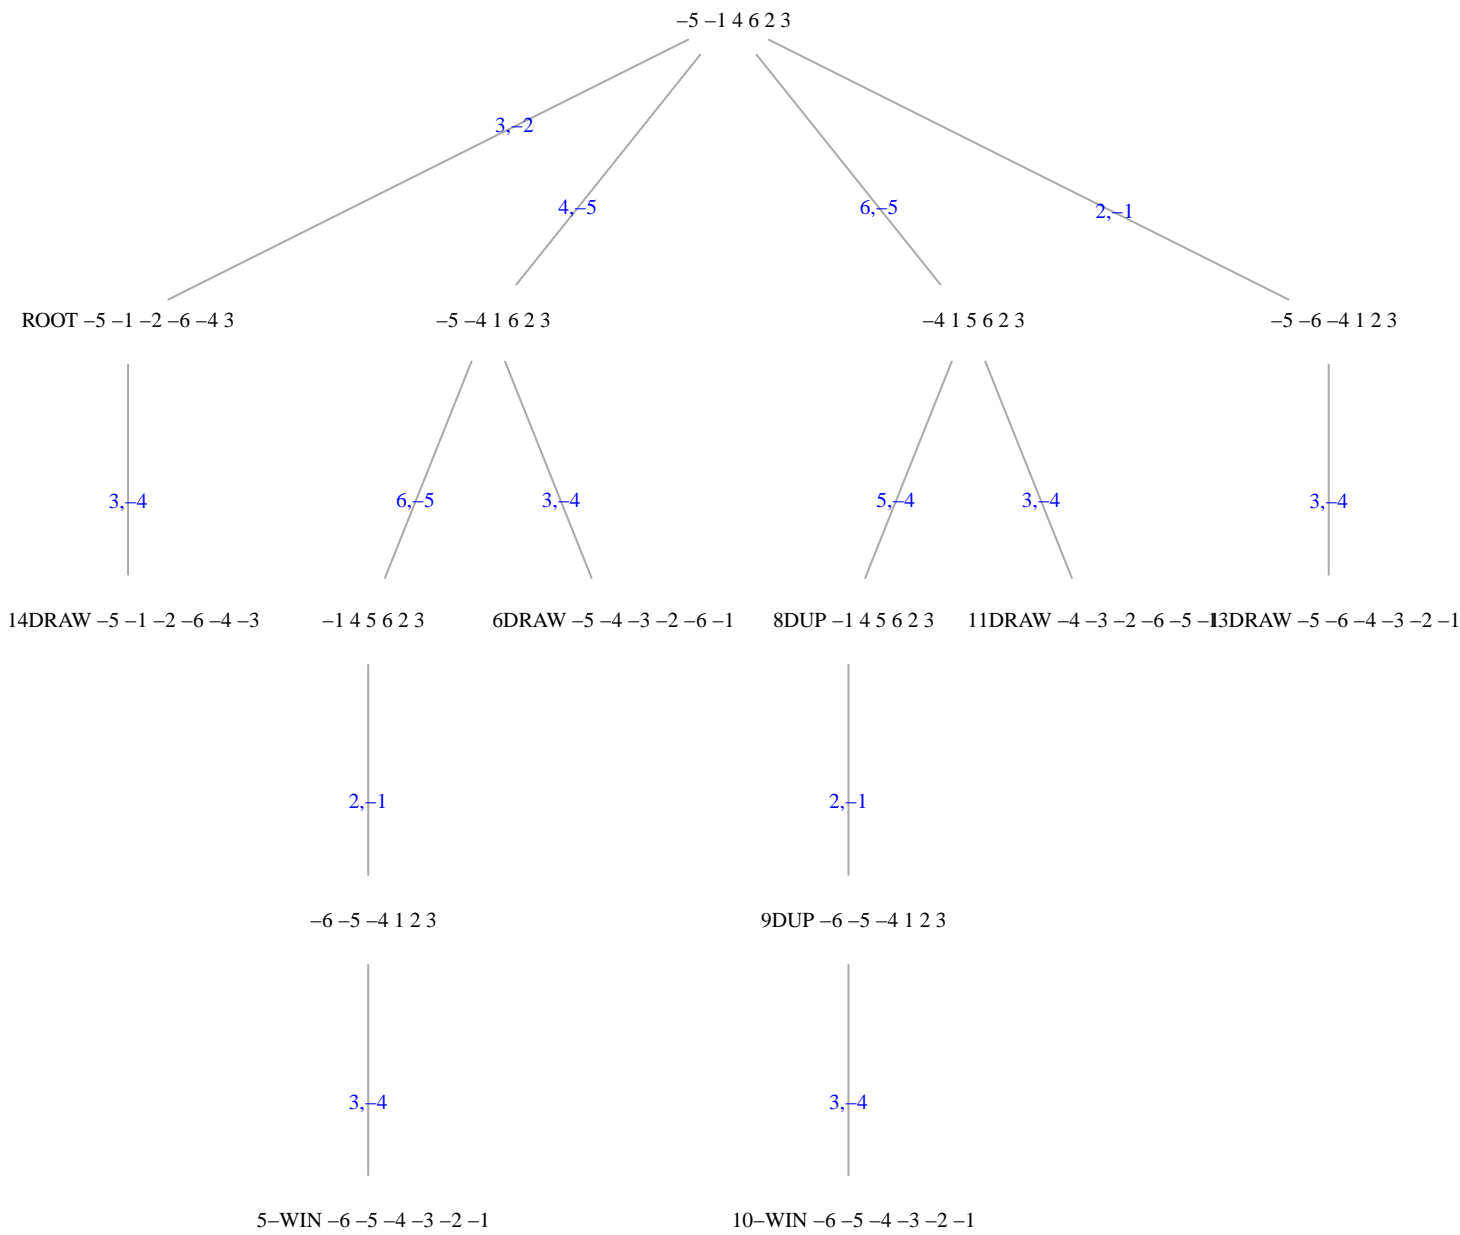 –5 –1 4 6 2 3
3,–2
4,–5
6,–5
2,–1
ROOT –5 –1 –2 –6 –4 3
–5 –4 1 6 2 3
–4 1 5 6 2 3
–5 –6 –4 1 2 3
3,–4
6,–5
3,–4
5,–4
3,–4
3,–4
14DRAW –5 –1 –2 –6 –4 –3
–1 4 5 6 2 3
6DRAW –5 –4 –3 –2 –6 –1
8DUP –1 4 5 6 2 3
11DRAW –4 –3 –2 –6 –5 –1
13DRAW –5 –6 –4 –3 –2 –1
2,–1
2,–1
–6 –5 –4 1 2 3
9DUP –6 –5 –4 1 2 3
3,–4
3,–4
5–WIN –6 –5 –4 –3 –2 –1
10–WIN –6 –5 –4 –3 –2 –1